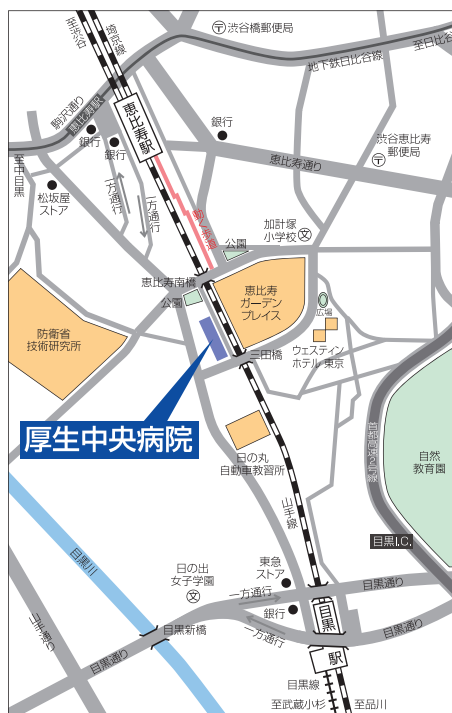 至渋谷
埼京線
渋谷橋郵便局
地下鉄日比谷線
至日比谷
駒沢通り
恵比寿駅
恵比寿駅
銀行
銀行
銀行
恵比寿通り
渋谷恵比寿
郵便局
至中目黒
松坂屋
ストア
一方通行
一方通行
動く歩道
加計塚
小学校
公園
恵比寿南橋
公園
恵比寿
ガーデン
プレイス
広場
防衛省
技術研究所
三田橋
ウェスティン
ホテル 東京
厚生中央病院
日の丸
自動車教習所
首都高速2号線
自然
教育園
山手線
目黒I.C.
目黒川
日の出
女子学園
東急
ストア
一方通行
目黒通り
銀行
目黒
駅
山手通り
目黒新橋
一方通行
目黒通り
目黒通り
目黒線
至武蔵小杉
至品川